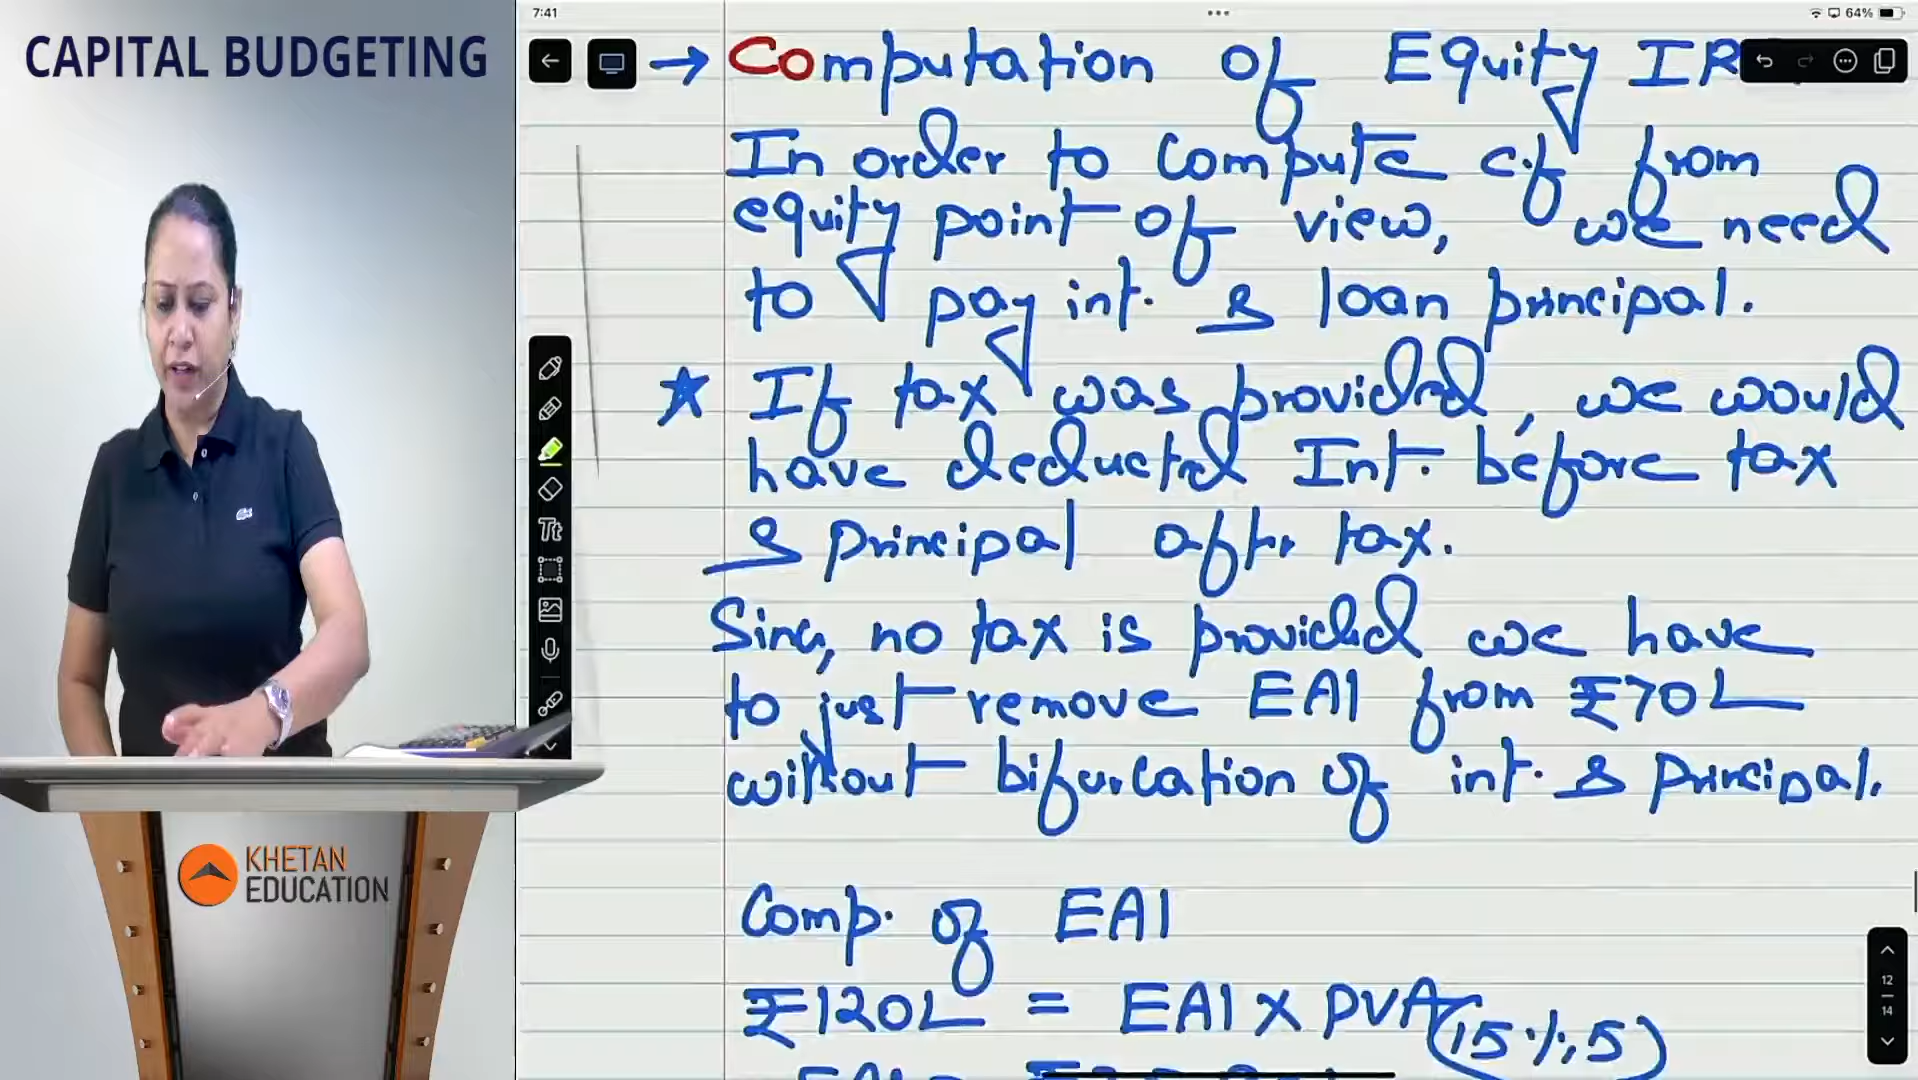 CAPITAL BUDGETING
7:41
64%
→ Computation of Equity IR
In order to compute cf from
equity point of view, we need
to pay int. & loan principal.
★ If tax was provided, we would
have deducted Int. before tax
& principal after tax.
Since, no tax is provided we have
to just remove EAI from ₹70L
without bifurcation of int. & principal.
Comp. of EAI
₹120L = EAI x PVA(15%,5)
Tt
12
14
KHETAN
EDUCATION